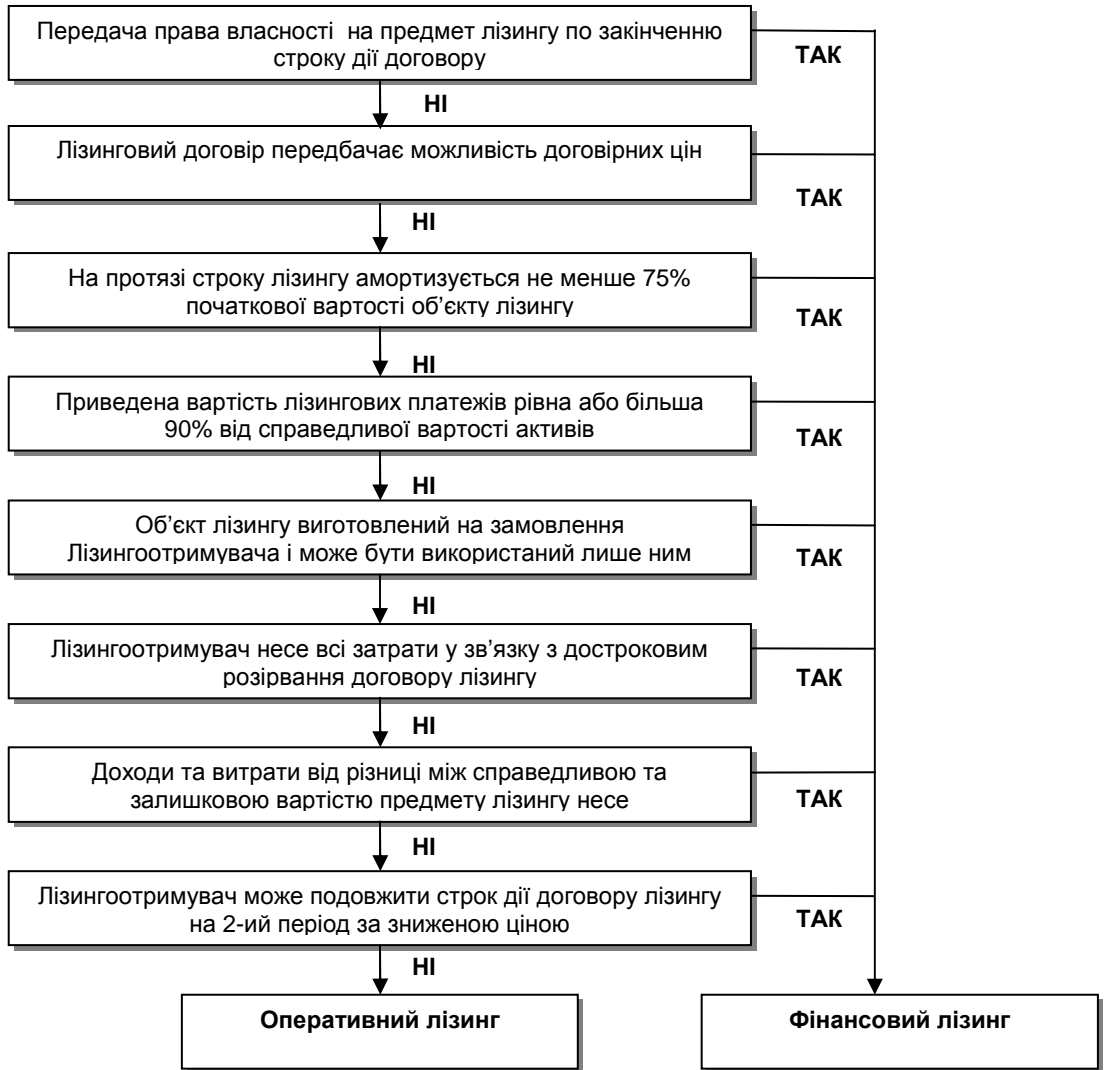 Передача права власності на предмет лізингу по закінченню
строку дії договору
ТАК
НІ
Лізинговий договір передбачає можливість договірних цін
ТАК
НІ
На протязі строку лізингу амортизується не менше 75%
початкової вартості об’єкту лізингу
ТАК
НІ
Приведена вартість лізингових платежів рівна або більша
90% від справедливої вартості активів
ТАК
НІ
Об’єкт лізингу виготовлений на замовлення
Лізингоотримувача і може бути використаний лише ним
ТАК
НІ
Лізингоотримувач несе всі затрати у зв’язку з достроковим
розірвання договору лізингу
ТАК
НІ
Доходи та витрати від різниці між справедливою та
залишковою вартістю предмету лізингу несе
ТАК
НІ
Лізингоотримувач може подовжити строк дії договору лізингу
на 2-ий період за зниженою ціною
ТАК
НІ
Оперативний лізинг
Фінансовий лізинг